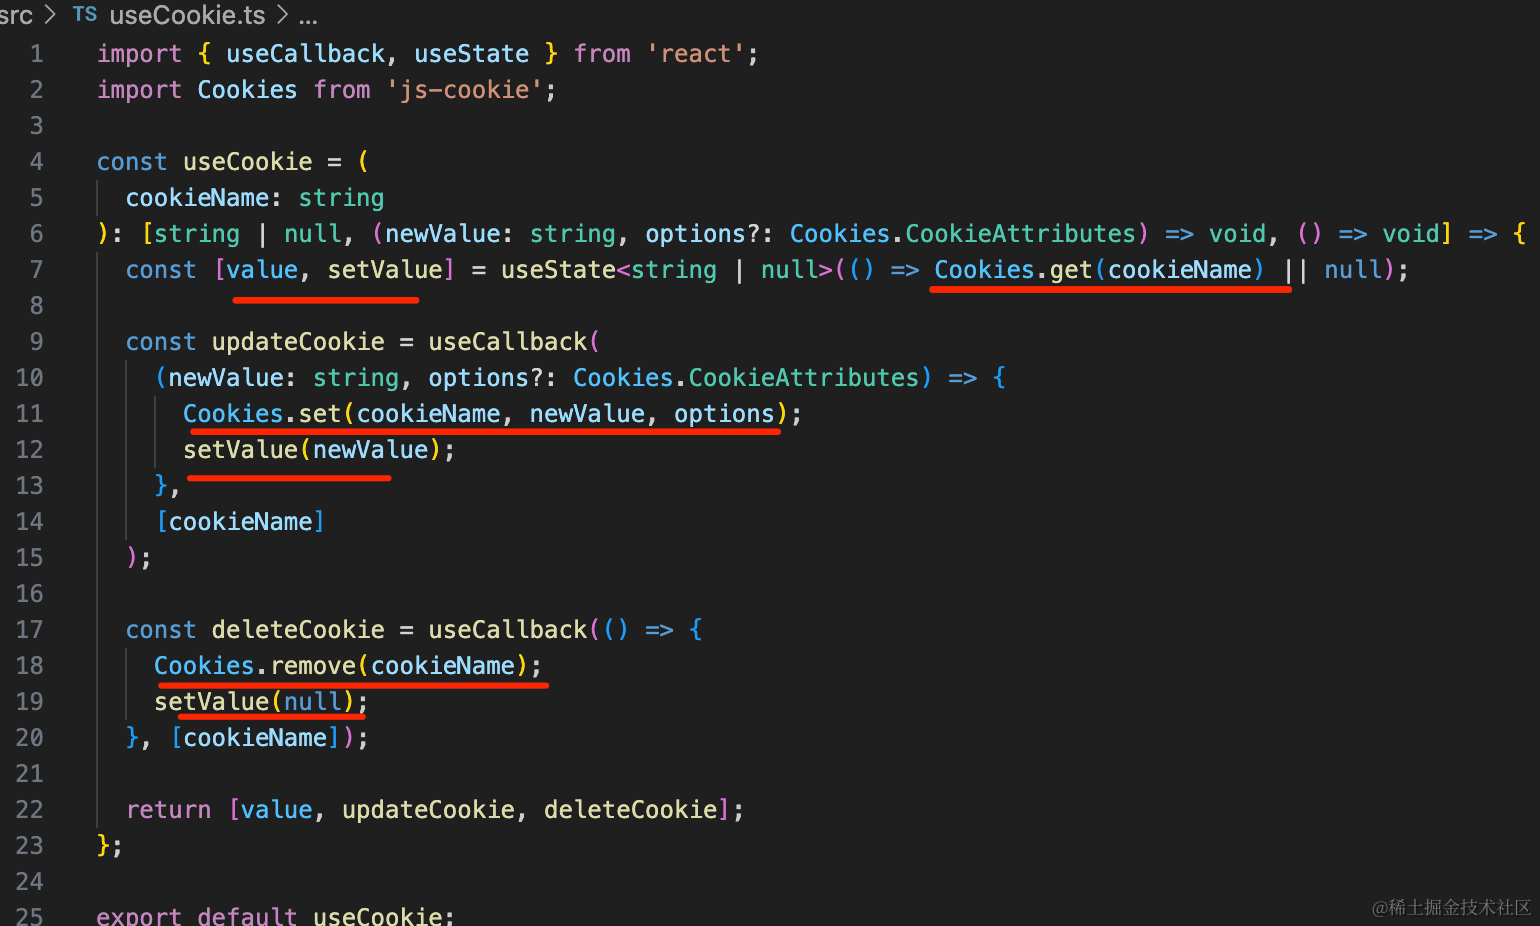 src > TS useCookie.ts > ...
1 import { useCallback, useState } from 'react';
2 import Cookies from 'js-cookie';
3
4 const useCookie = (
5 cookieName: string
6 ): [string | null, (newValue: string, options?: Cookies.CookieAttributes) => void, () => void] => {
7 const [value, setValue] = useState<string | null>(() => Cookies.get(cookieName) || null);
8
9 const updateCookie = useCallback(
10 (newValue: string, options?: Cookies.CookieAttributes) => {
11 Cookies.set(cookieName, newValue, options);
12 setValue(newValue);
13 },
14 [cookieName]
15 );
16
17 const deleteCookie = useCallback(() => {
18 Cookies.remove(cookieName);
19 setValue(null);
20 }, [cookieName]);
21
22 return [value, updateCookie, deleteCookie];
23 };
24
25 export default useCookie;
@稀土掘金技术社区